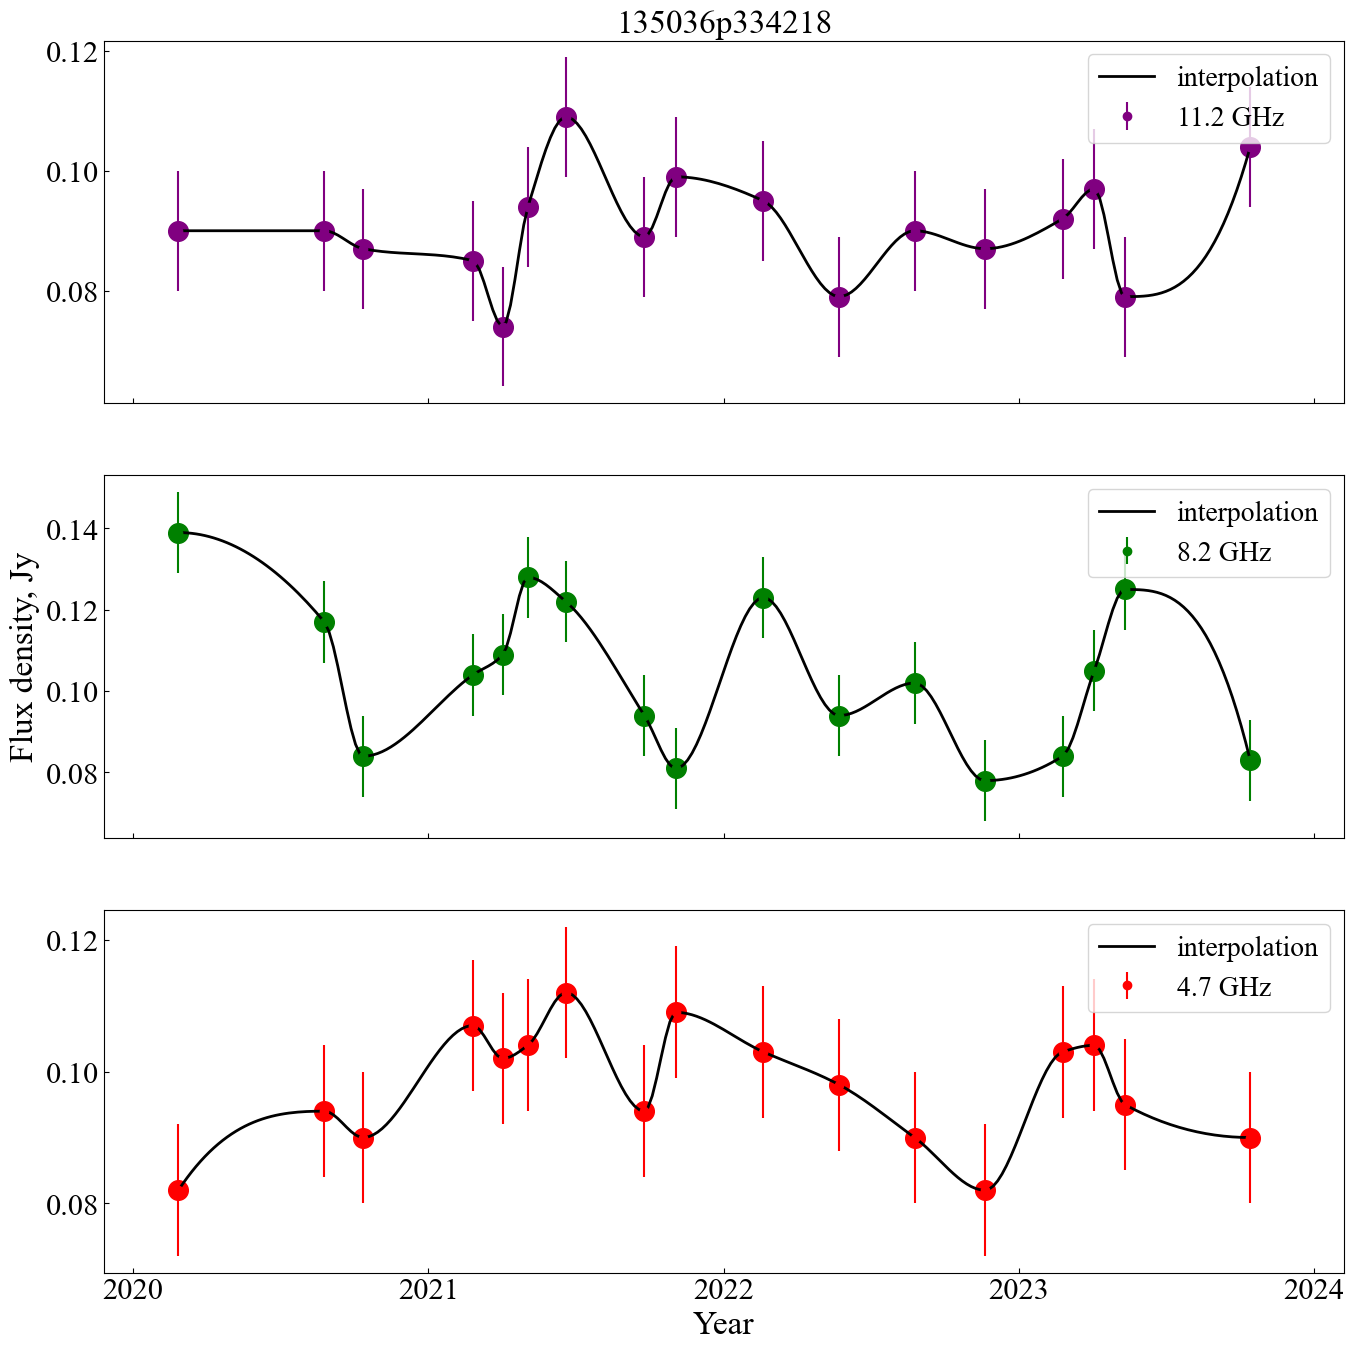 135036p334218
0.12
0.10
0.08
interpolation
11.2 GHz
Flux density, Jy
0.14
0.12
0.10
0.08
interpolation
8.2 GHz
0.12
0.10
0.08
interpolation
4.7 GHz
2020 2021 2022 2023 2024
Year